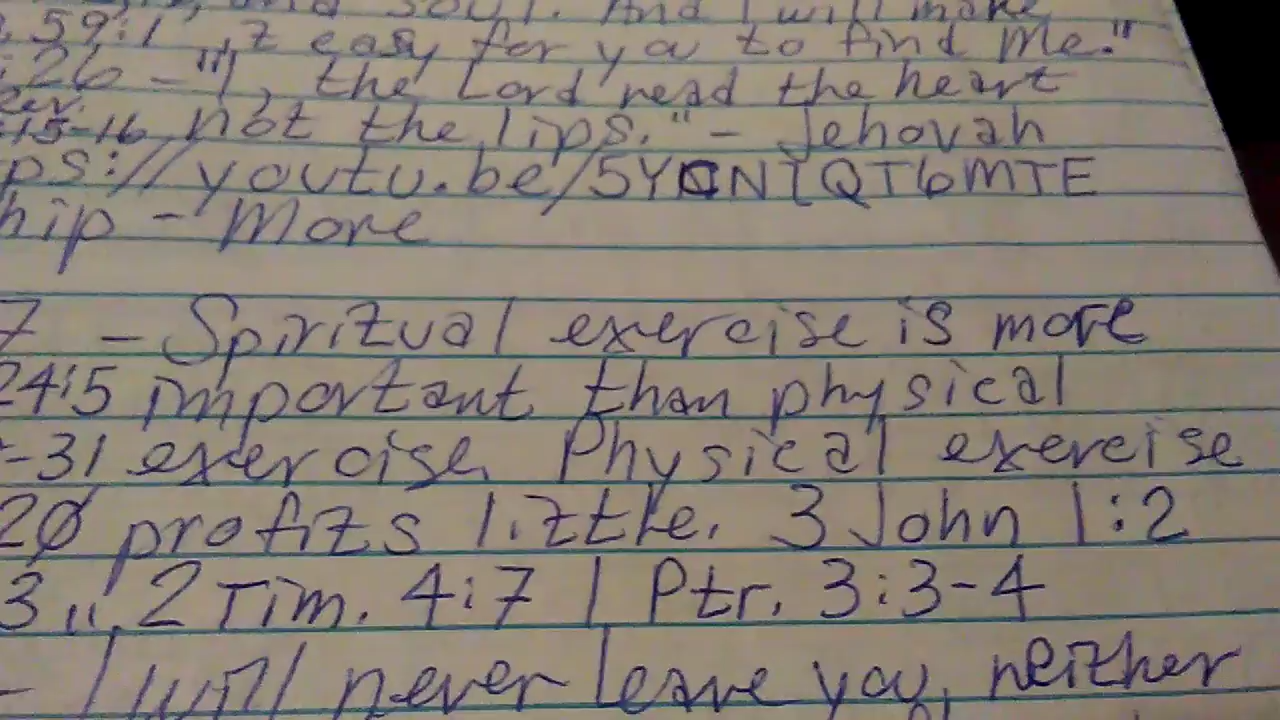 , and soul. And I will make
59:1 it easy for you to find Me."
:26 - "I, the Lord read the heart
Rev.
:15-16 not the lips." - Jehovah
ps://youtu.be/5YCNIQT6MTE
hip - More
7 - Spiritual exercise is more
24:5 important than physical
-31 exercise. Physical exercise
20 profits little. 3 John 1:2
3 ,, 2 Tim. 4:7 1 Ptr. 3:3-4
- I will never leave you, neither